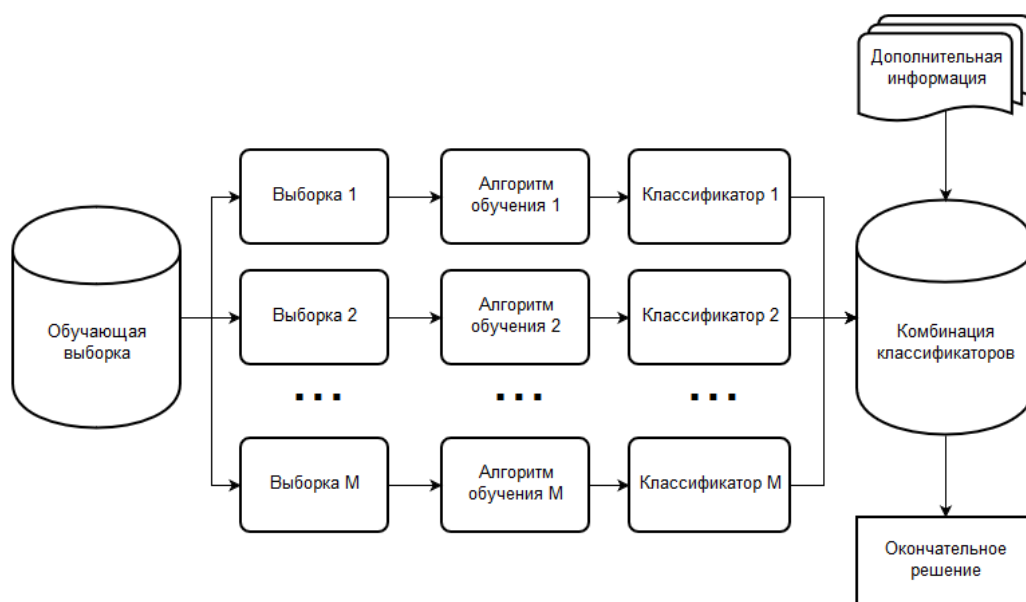 Дополнительная
информация
Выборка 1
Алгоритм
обучения 1
Классификатор 1
Обучающая
выборка
Выборка 2
Алгоритм
обучения 2
Классификатор 2
Комбинация
классификаторов
...
...
...
Выборка M
Алгоритм
обучения M
Классификатор M
Окончательное
решение